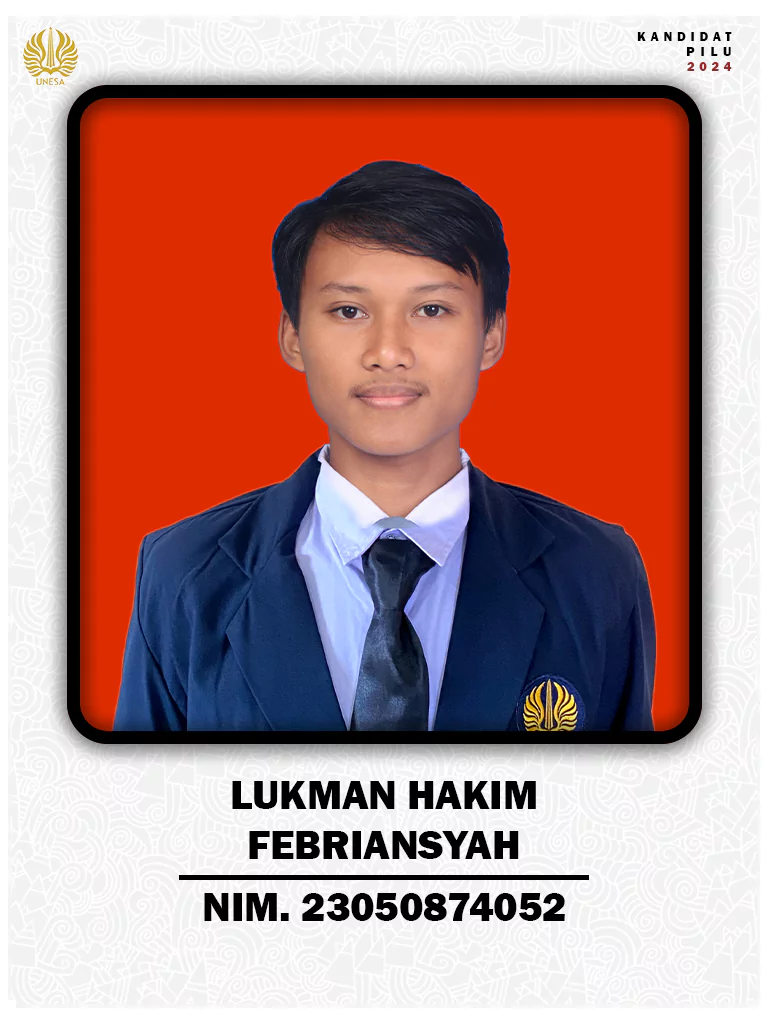 UNESA
KANDIDAT
PILU
2024
LUKMAN HAKIM
FEBRIANSYAH
NIM. 23050874052